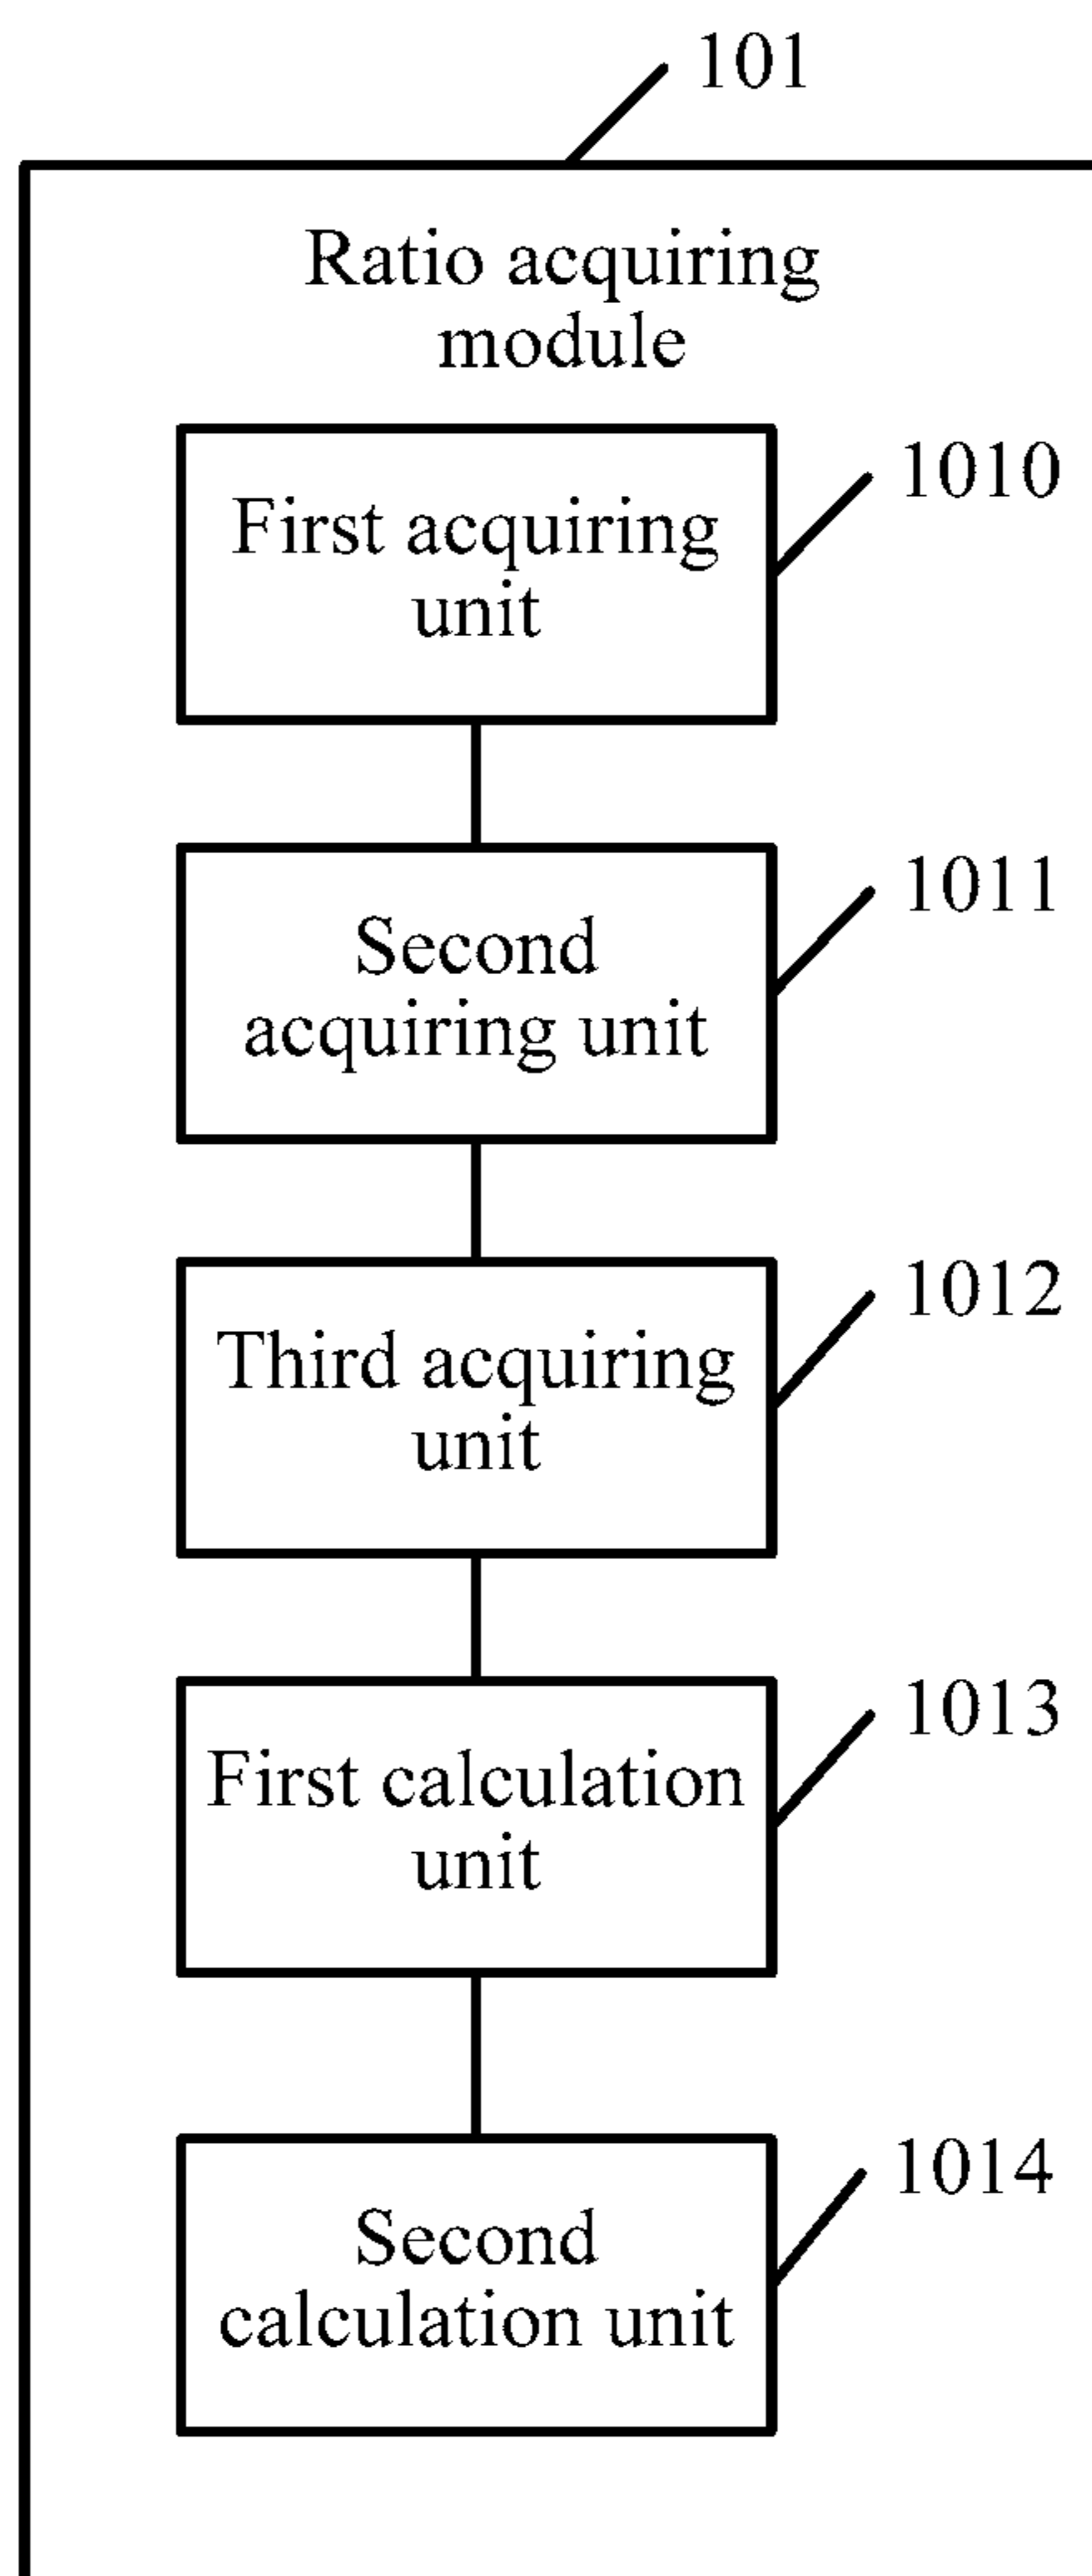 101
Ratio acquiring
module
1010
First acquiring
unit
1011
Second
acquiring unit
1012
Third acquiring
unit
1013
First calculation
unit
1014
Second
calculation unit